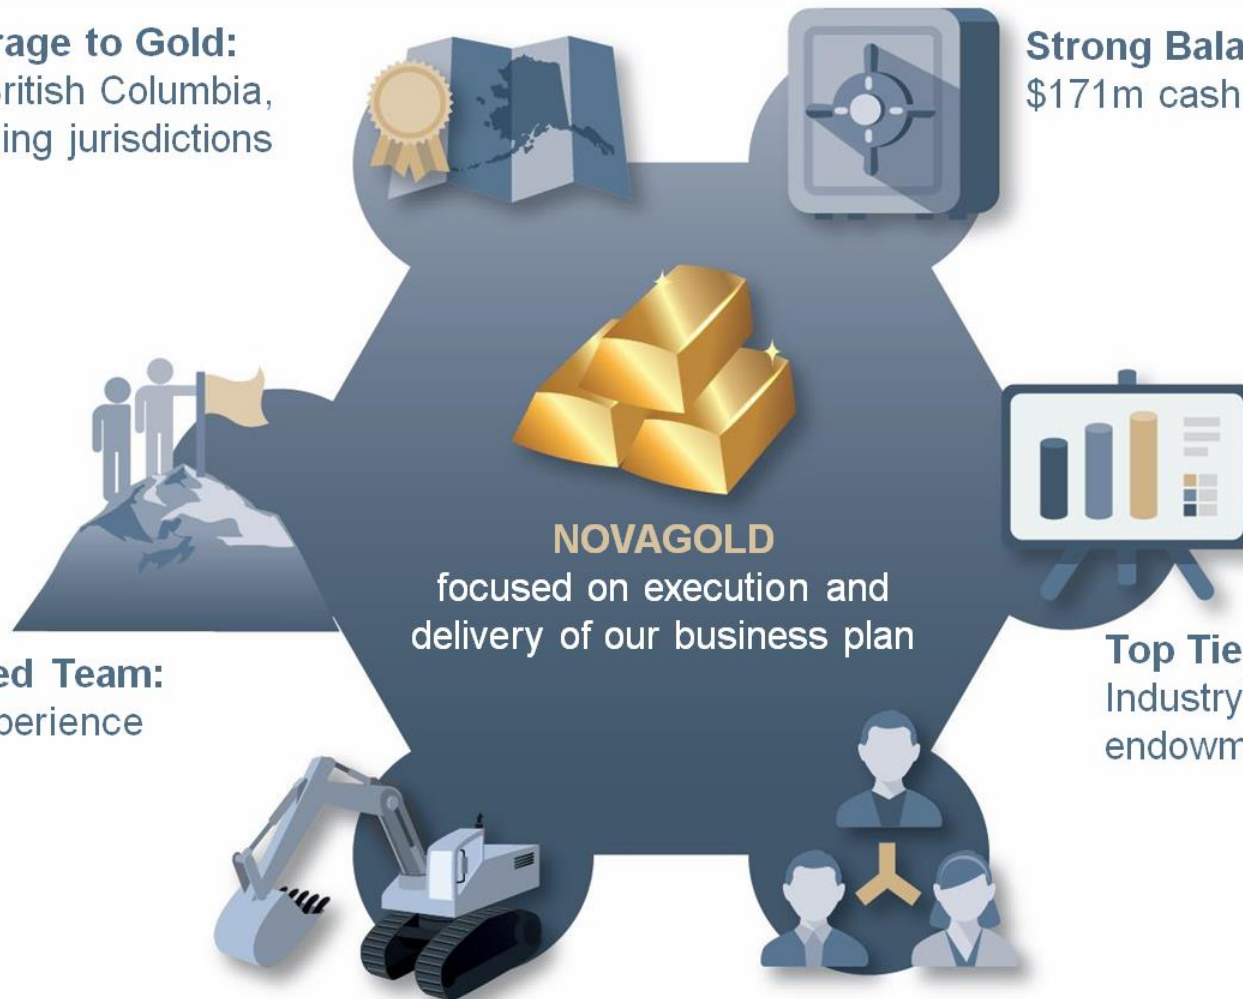 rage to Gold:
ritish Columbia,
ing jurisdictions
Strong Bala
$171m cash
NOVAGOLD
focused on execution and
delivery of our business plan
ed Team:
perience
Top Tie
Industry
endowm